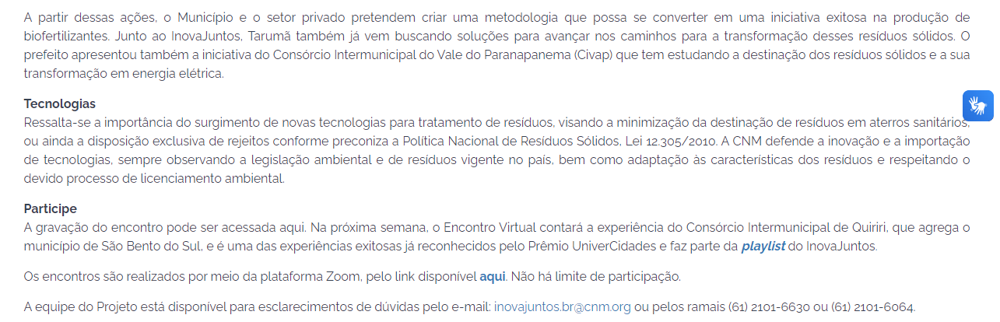 A partir dessas ações, o Município e o setor privado pretendem criar uma metodologia que possa se converter em uma iniciativa exitosa na produção de
biofertilizantes. Junto ao InovaJuntos, Tarumã também já vem buscando soluções para avançar nos caminhos para a transformação desses resíduos sólidos. O
prefeito apresentou também a iniciativa do Consórcio Intermunicipal do Vale do Paranapanema (Civap) que tem estudando a destinação dos resíduos sólidos e a sua
transformação em energia elétrica.
Tecnologias
Ressalta-se a importância do surgimento de novas tecnologias para tratamento de resíduos, visando a minimização da destinação de resíduos em aterros sanitários,
ou ainda a disposição exclusiva de rejeitos conforme preconiza a Política Nacional de Resíduos Sólidos, Lei 12.305/2010. A CNM defende a inovação e a importação
de tecnologias, sempre observando a legislação ambiental e de resíduos vigente no país, bem como adaptação às características dos resíduos e respeitando o
devido processo de licenciamento ambiental.
Participe
A gravação do encontro pode ser acessada aqui. Na próxima semana, o Encontro Virtual contará a experiência do Consórcio Intermunicipal de Quiriri, que agrega o
município de São Bento do Sul, e é uma das experiências exitosas já reconhecidos pelo Prêmio UniverCidades e faz parte da playlist do InovaJuntos.
Os encontros são realizados por meio da plataforma Zoom, pelo link disponível aqui. Não há limite de participação.
A equipe do Projeto está disponível para esclarecimentos de dúvidas pelo e-mail: inovajuntos.br@cnm.org ou pelos ramais (61) 2101-6630 ou (61) 2101-6064.